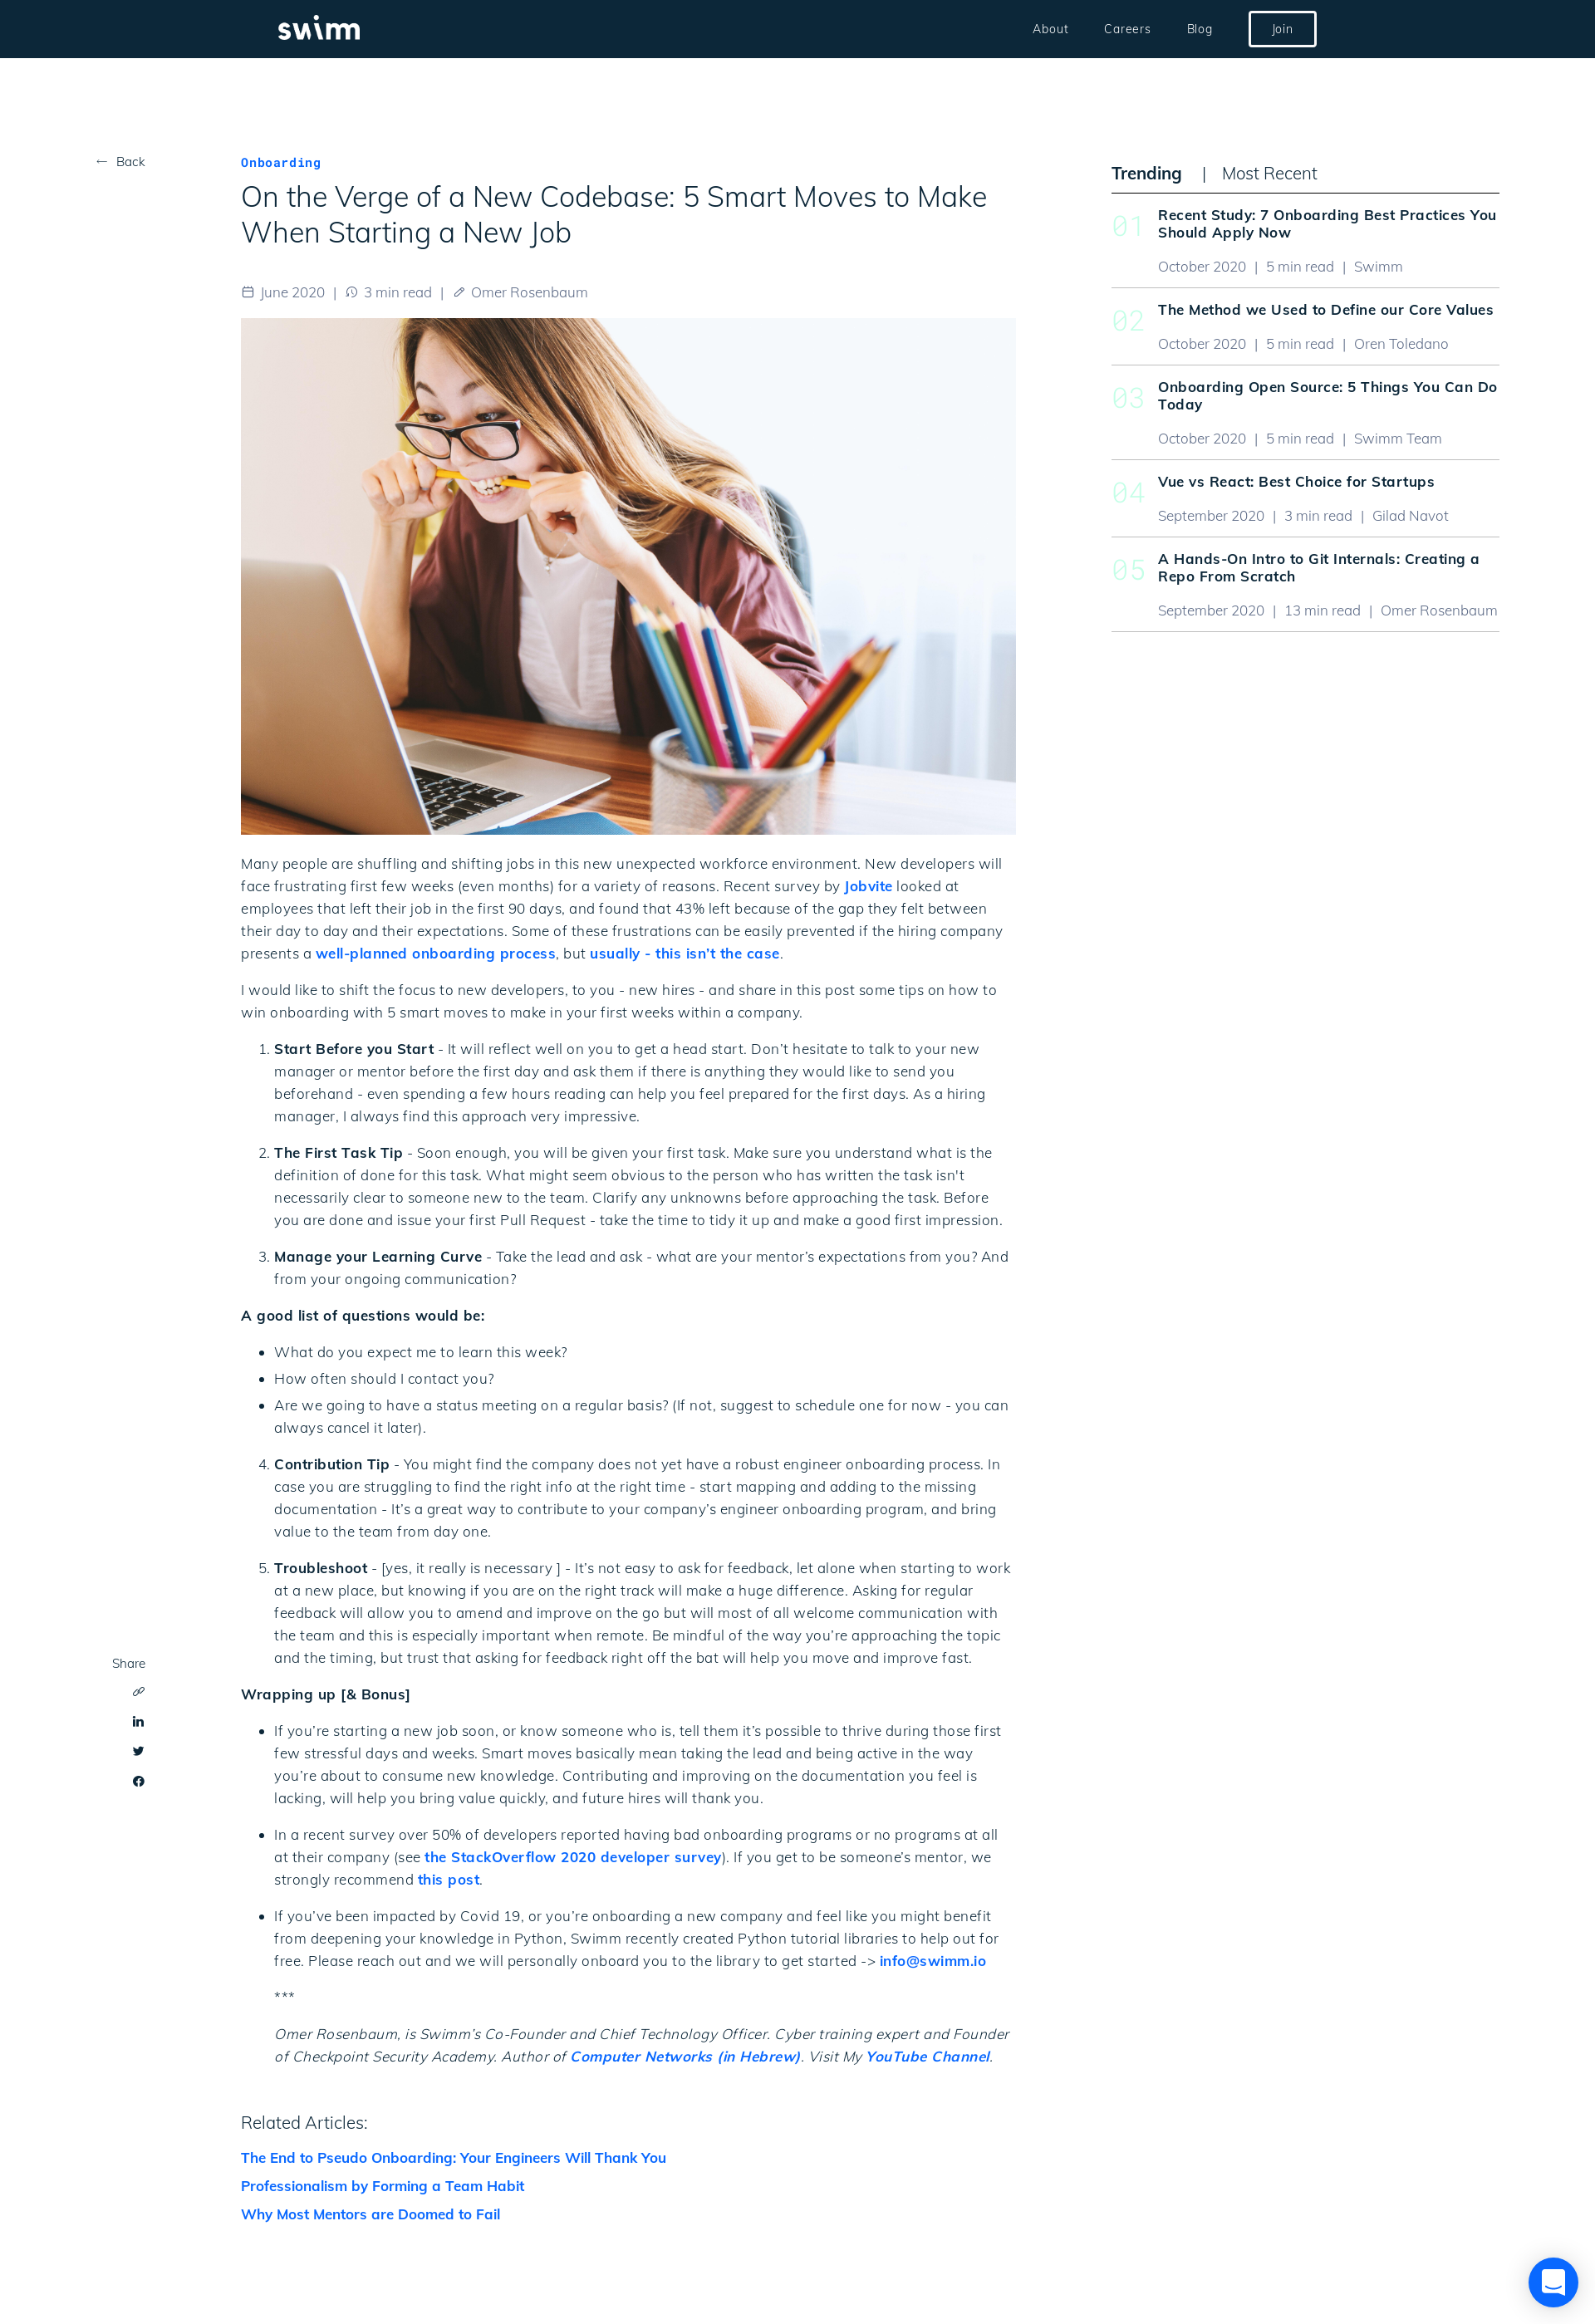 swimm
About
Careers
Blog
Join
← Back
Onboarding
On the Verge of a New Codebase: 5 Smart Moves to Make
When Starting a New Job
June 2020 | 3 min read | Omer Rosenbaum
Many people are shuffling and shifting jobs in this new unexpected workforce environment. New developers will
face frustrating first few weeks (even months) for a variety of reasons. Recent survey by Jobvite looked at
employees that left their job in the first 90 days, and found that 43% left because of the gap they felt between
their day to day and their expectations. Some of these frustrations can be easily prevented if the hiring company
presents a well-planned onboarding process, but usually - this isn't the case.
I would like to shift the focus to new developers, to you - new hires - and share in this post some tips on how to
win onboarding with 5 smart moves to make in your first weeks within a company.
1. Start Before you Start - It will reflect well on you to get a head start. Don’t hesitate to talk to your new
manager or mentor before the first day and ask them if there is anything they would like to send you
beforehand - even spending a few hours reading can help you feel prepared for the first days. As a hiring
manager, I always find this approach very impressive.
2. The First Task Tip - Soon enough, you will be given your first task. Make sure you understand what is the
definition of done for this task. What might seem obvious to the person who has written the task isn't
necessarily clear to someone new to the team. Clarify any unknowns before approaching the task. Before
you are done and issue your first Pull Request - take the time to tidy it up and make a good first impression.
3. Manage your Learning Curve - Take the lead and ask - what are your mentor’s expectations from you? And
from your ongoing communication?
A good list of questions would be:
• What do you expect me to learn this week?
• How often should I contact you?
• Are we going to have a status meeting on a regular basis? (If not, suggest to schedule one for now - you can
always cancel it later).
4. Contribution Tip - You might find the company does not yet have a robust engineer onboarding process. In
case you are struggling to find the right info at the right time - start mapping and adding to the missing
documentation - It’s a great way to contribute to your company’s engineer onboarding program, and bring
value to the team from day one.
5. Troubleshoot - [yes, it really is necessary ] - It’s not easy to ask for feedback, let alone when starting to work
at a new place, but knowing if you are on the right track will make a huge difference. Asking for regular
feedback will allow you to amend and improve on the go but will most of all welcome communication with
the team and this is especially important when remote. Be mindful of the way you’re approaching the topic
and the timing, but trust that asking for feedback right off the bat will help you move and improve fast.
Wrapping up [& Bonus]
• If you’re starting a new job soon, or know someone who is, tell them it’s possible to thrive during those first
few stressful days and weeks. Smart moves basically mean taking the lead and being active in the way
you’re about to consume new knowledge. Contributing and improving on the documentation you feel is
lacking, will help you bring value quickly, and future hires will thank you.
• In a recent survey over 50% of developers reported having bad onboarding programs or no programs at all
at their company (see the StackOverflow 2020 developer survey). If you get to be someone’s mentor, we
strongly recommend this post.
• If you’ve been impacted by Covid 19, or you’re onboarding a new company and feel like you might benefit
from deepening your knowledge in Python, Swimm recently created Python tutorial libraries to help out for
free. Please reach out and we will personally onboard you to the library to get started -> info@swimm.io
***
Omer Rosenbaum, is Swimm’s Co-Founder and Chief Technology Officer. Cyber training expert and Founder
of Checkpoint Security Academy. Author of Computer Networks (in Hebrew). Visit My YouTube Channel.
Related Articles:
The End to Pseudo Onboarding: Your Engineers Will Thank You
Professionalism by Forming a Team Habit
Why Most Mentors are Doomed to Fail
Share
Trending | Most Recent
01
Recent Study: 7 Onboarding Best Practices You
Should Apply Now
October 2020 | 5 min read | Swimm
02
The Method we Used to Define our Core Values
October 2020 | 5 min read | Oren Toledano
03
Onboarding Open Source: 5 Things You Can Do
Today
October 2020 | 5 min read | Swimm Team
04
Vue vs React: Best Choice for Startups
September 2020 | 3 min read | Gilad Navot
05
A Hands-On Intro to Git Internals: Creating a
Repo From Scratch
September 2020 | 13 min read | Omer Rosenbaum